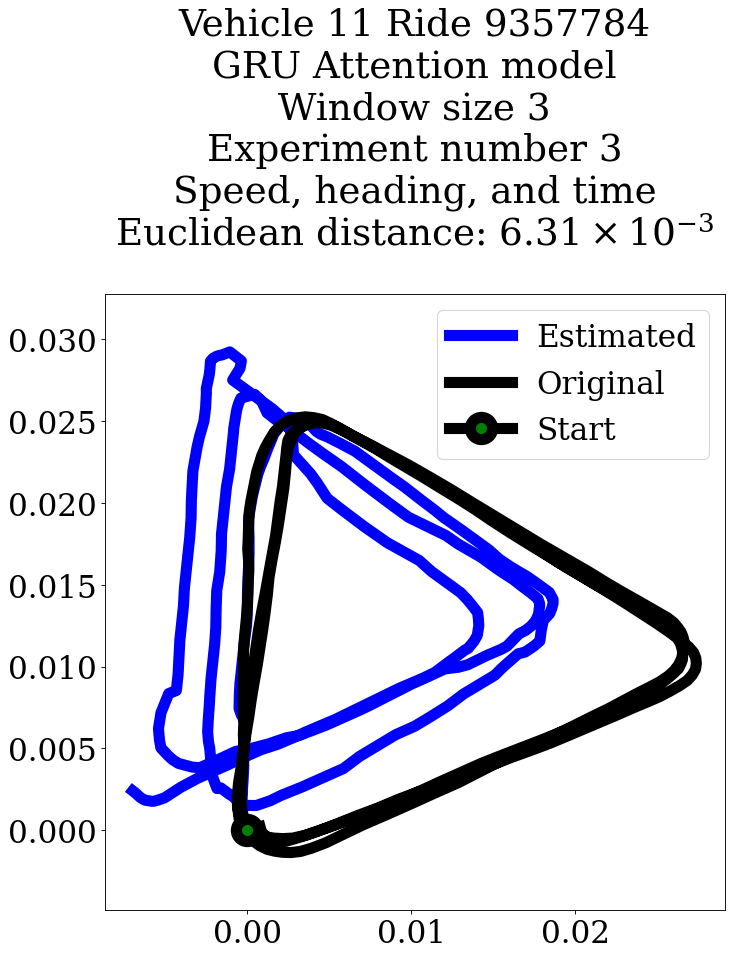 Vehicle 11 Ride 9357784
GRU Attention model
Window size 3
Experiment number 3
Speed, heading, and time
Euclidean distance: 6.31 × 10⁻³
Estimated
Original
Start
0.030
0.025
0.020
0.015
0.010
0.005
0.000
0.00 0.01 0.02